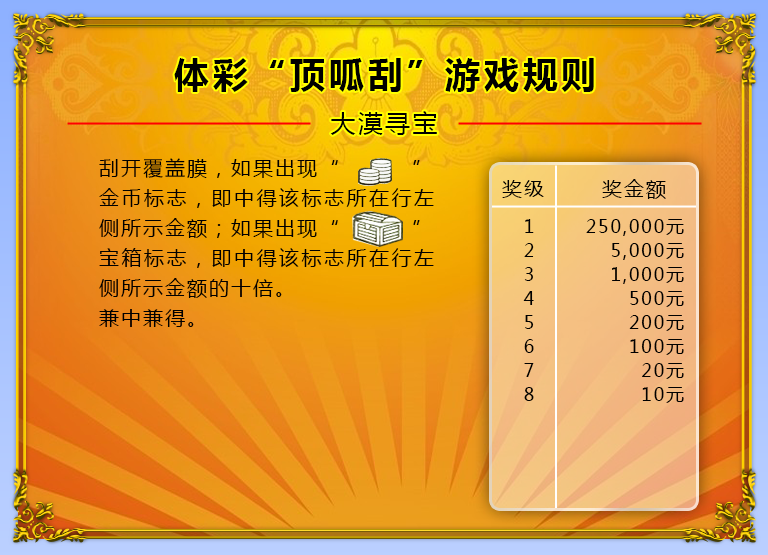 体彩“顶呱刮”游戏规则
大漠寻宝
刮开覆盖膜，如果出现“ ”
金币标志，即中得该标志所在行左
侧所示金额；如果出现“ ”
宝箱标志，即中得该标志所在行左
侧所示金额的十倍。
兼中兼得。
奖级 奖金额
1 250,000元
2 5,000元
3 1,000元
4 500元
5 200元
6 100元
7 20元
8 10元